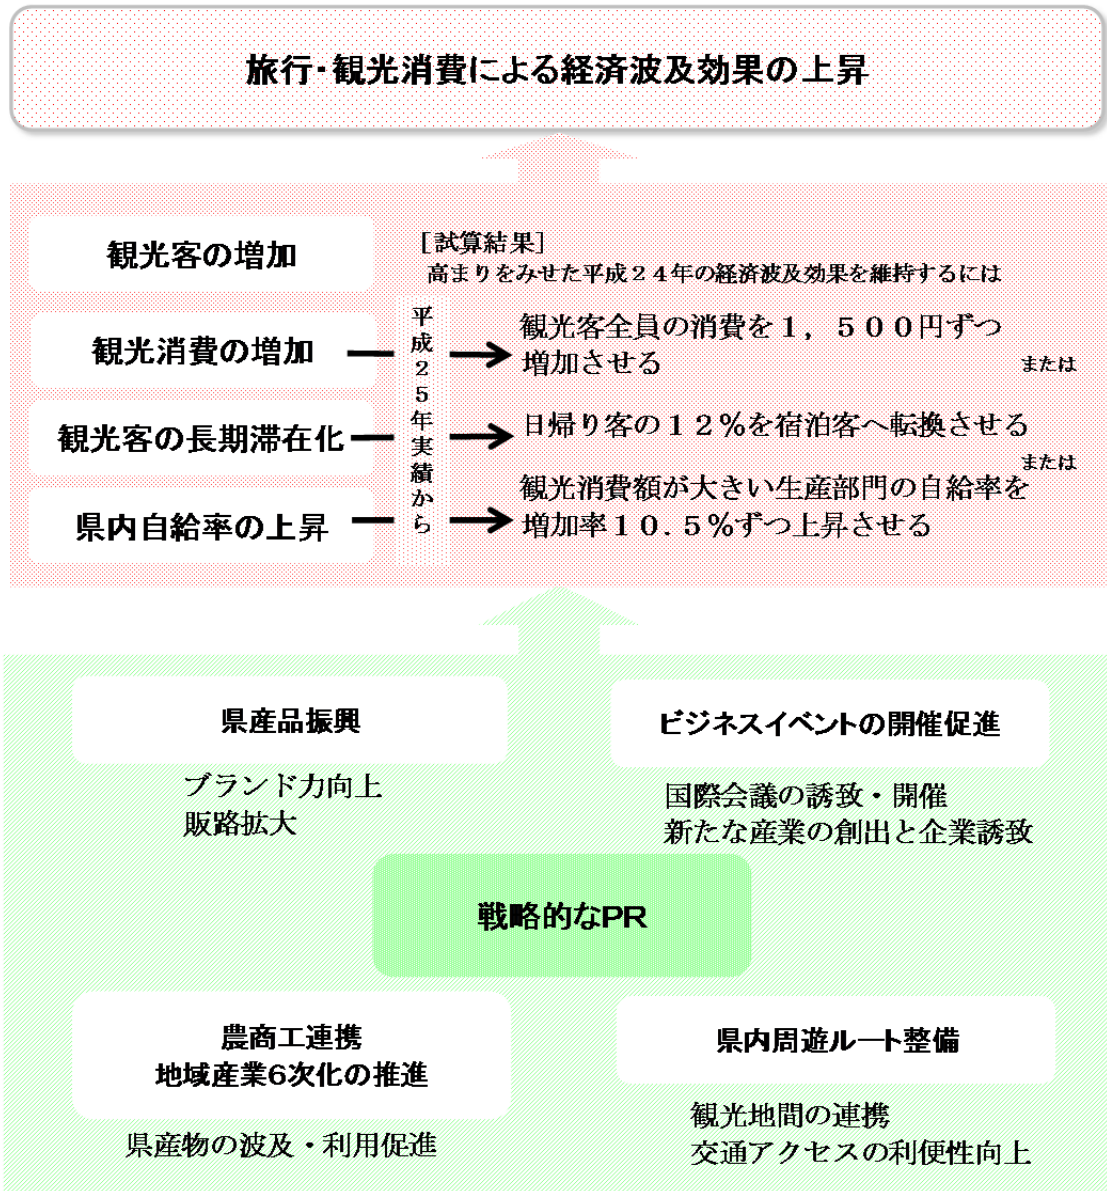 旅行・観光消費による経済波及効果の上昇
観光客の増加
[試算結果]
高まりをみせた平成２４年の経済波及効果を維持するには
平成２５年実績から
観光消費の増加
観光客全員の消費を１，５００円ずつ
増加させる
または
観光客の長期滞在化
日帰り客の１２％を宿泊客へ転換させる
または
県内自給率の上昇
観光消費額が大きい生産部門の自給率を
増加率１０．５％ずつ上昇させる
県産品振興
ブランド力向上
販路拡大
ビジネスイベントの開催促進
国際会議の誘致・開催
新たな産業の創出と企業誘致
戦略的なPR
農商工連携
地域産業6次化の推進
県産物の波及・利用促進
県内周遊ルート整備
観光地間の連携
交通アクセスの利便性向上